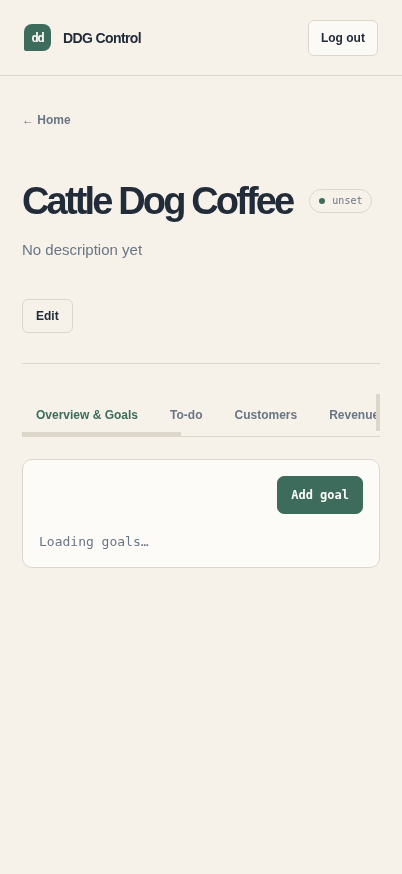 dd DDG Control Log out
← Home
Cattle Dog Coffee unset
No description yet
Edit
Overview & Goals To-do Customers Revenue
Add goal
Loading goals…